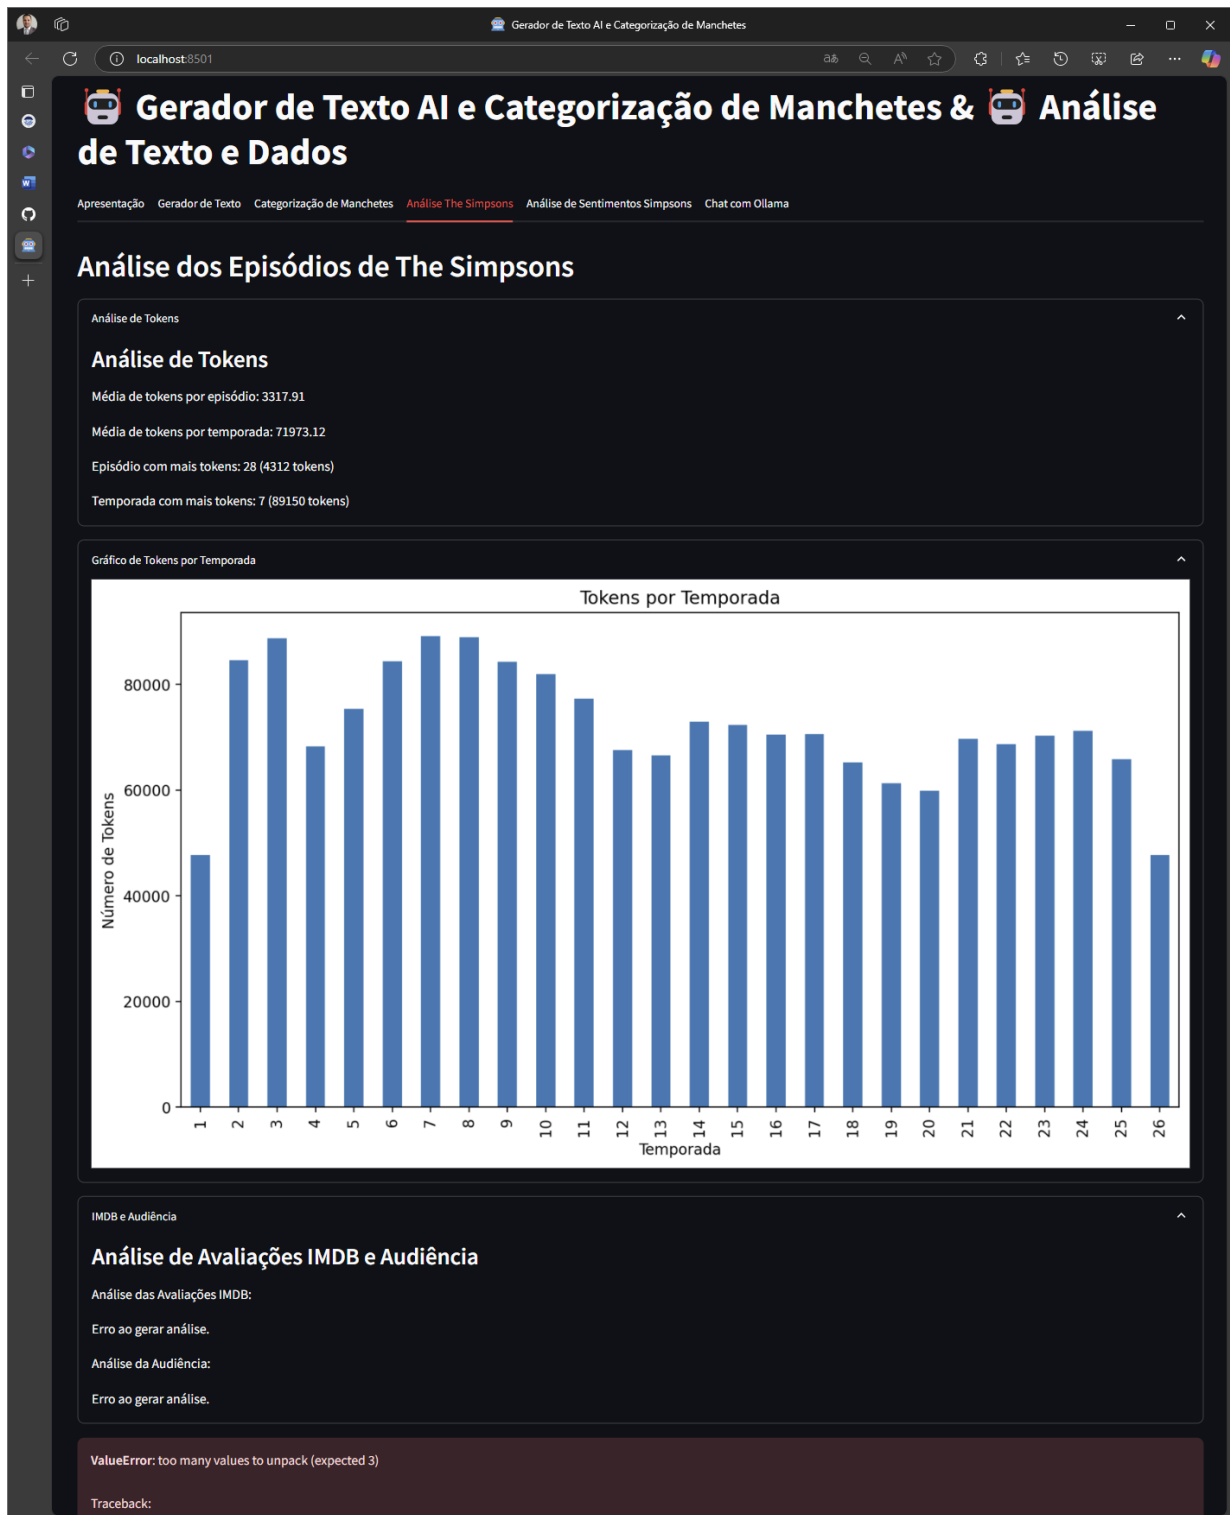 Gerador de Texto AI e Categorização de Manchetes
localhost:8501
Gerador de Texto AI e Categorização de Manchetes & Análise
de Texto e Dados
Apresentação Gerador de Texto Categorização de Manchetes Análise The Simpsons Análise de Sentimentos Simpsons Chat com Ollama
Análise dos Episódios de The Simpsons
Análise de Tokens
Análise de Tokens
Média de tokens por episódio: 3317.91
Média de tokens por temporada: 71973.12
Episódio com mais tokens: 28 (4312 tokens)
Temporada com mais tokens: 7 (89150 tokens)
Gráfico de Tokens por Temporada
Tokens por Temporada
80000
60000
40000
20000
0
Número de Tokens
1 2 3 4 5 6 7 8 9 10 11 12 13 14 15 16 17 18 19 20 21 22 23 24 25 26
Temporada
IMDB e Audiência
Análise de Avaliações IMDB e Audiência
Análise das Avaliações IMDB:
Erro ao gerar análise.
Análise da Audiência:
Erro ao gerar análise.
ValueError: too many values to unpack (expected 3)
Traceback: